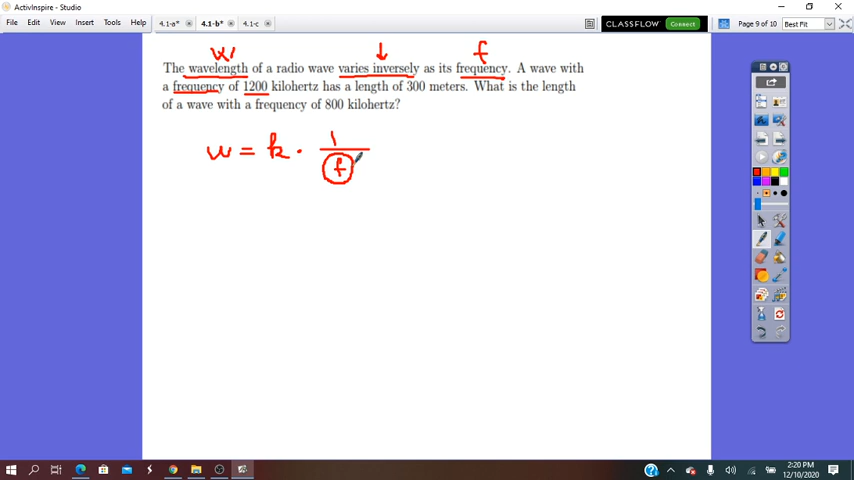 ActivInspire - Studio
File Edit View Insert Tools Help 4.1-a* 4.1-b* 4.1-c CLASSFLOW Connect Page 9 of 10 Best Fit
w f
The wavelength of a radio wave varies inversely as its frequency. A wave with
a frequency of 1200 kilohertz has a length of 300 meters. What is the length
of a wave with a frequency of 800 kilohertz?
w = k · 1/f
2:20 PM
12/10/2020